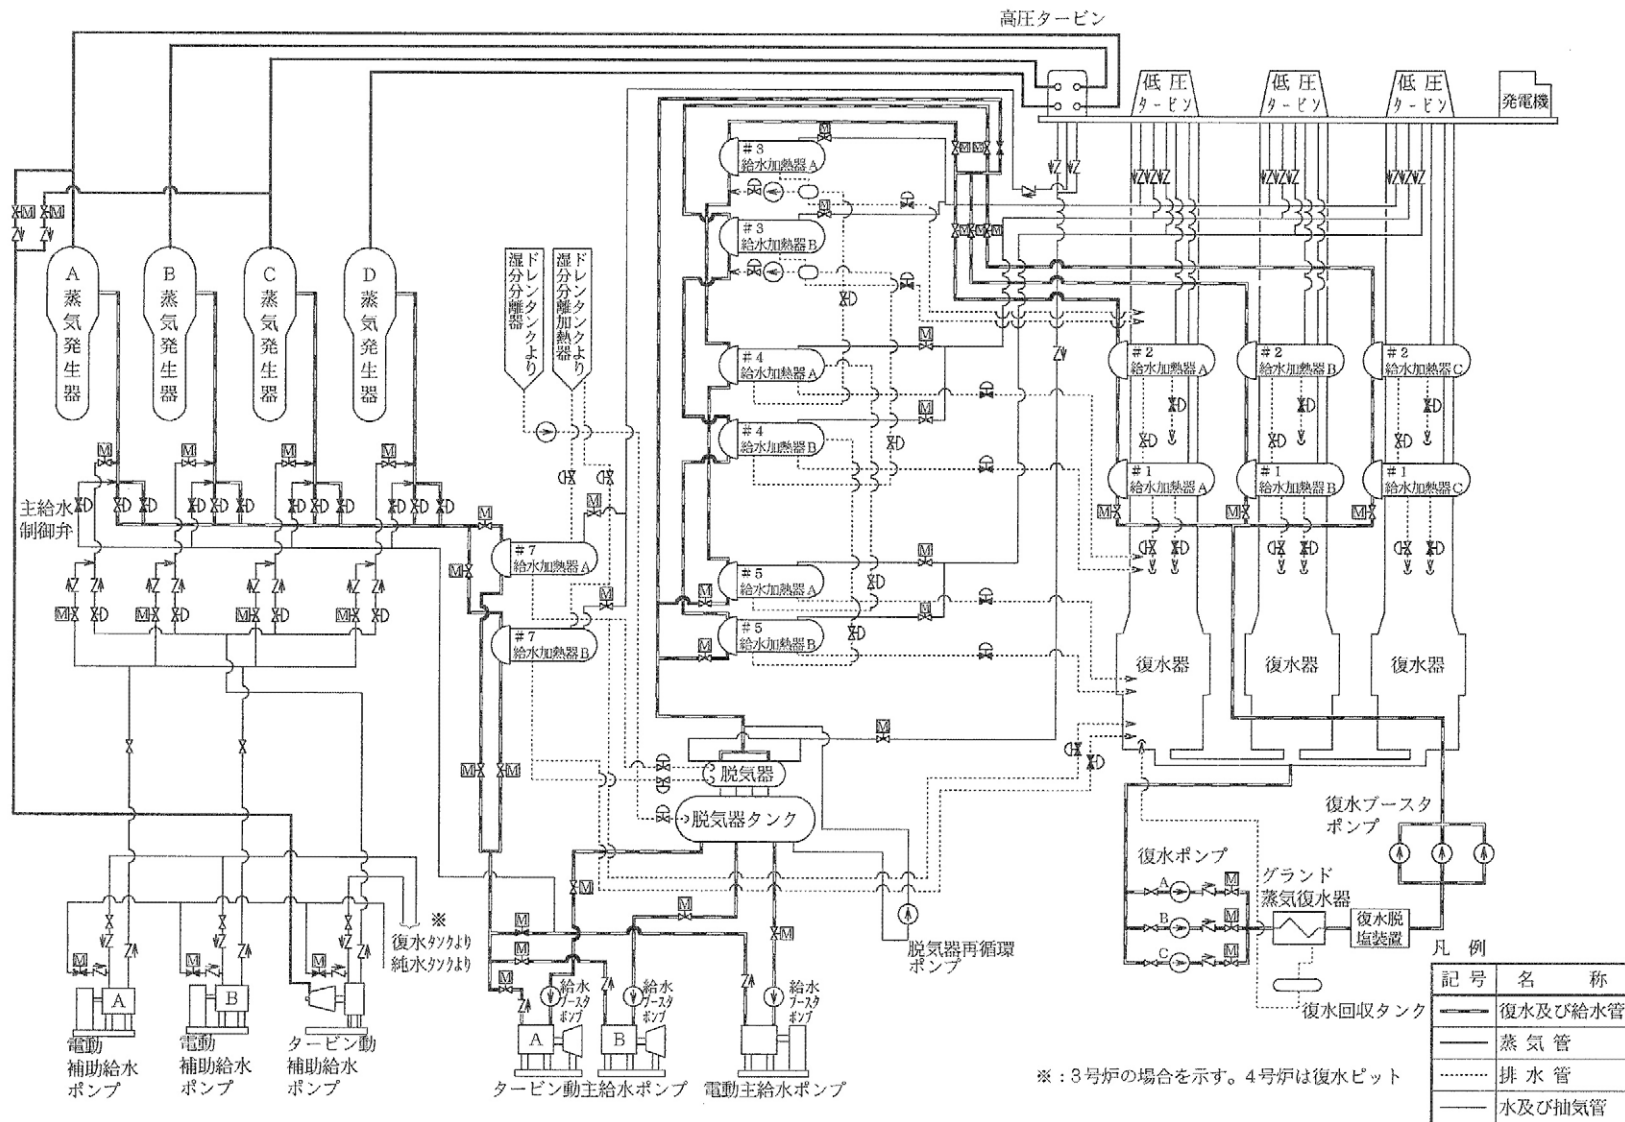 高圧タービン
低圧
タービン
低圧
タービン
低圧
タービン
発電機
A
蒸気発生器
B
蒸気発生器
C
蒸気発生器
D
蒸気発生器
湿分分離器
ドレンタンクより
湿分分離加熱器
ドレンタンクより
#3
給水加熱器A
#3
給水加熱器B
#4
給水加熱器A
#4
給水加熱器B
#5
給水加熱器A
#5
給水加熱器B
#7
給水加熱器A
#7
給水加熱器B
#2
給水加熱器A
#2
給水加熱器B
#2
給水加熱器C
#1
給水加熱器A
#1
給水加熱器B
#1
給水加熱器C
主給水
制御弁
復水器
復水器
復水器
脱気器
脱気器タンク
脱気器再循環
ポンプ
復水ブースタ
ポンプ
復水ポンプ
A
B
C
グランド
蒸気復水器
復水脱
塩装置
復水回収タンク
※
復水タンクより
純水タンクより
A
電動
補助給水
ポンプ
B
電動
補助給水
ポンプ
タービン動
補助給水
ポンプ
給水
ブースタ
ポンプ
給水
ブースタ
ポンプ
給水
ブースタ
ポンプ
A
B
タービン動主給水ポンプ
電動主給水ポンプ
※:3号炉の場合を示す。4号炉は復水ピット
凡 例
記 号 名 称
復水及び給水管
蒸 気 管
排 水 管
水及び抽気管